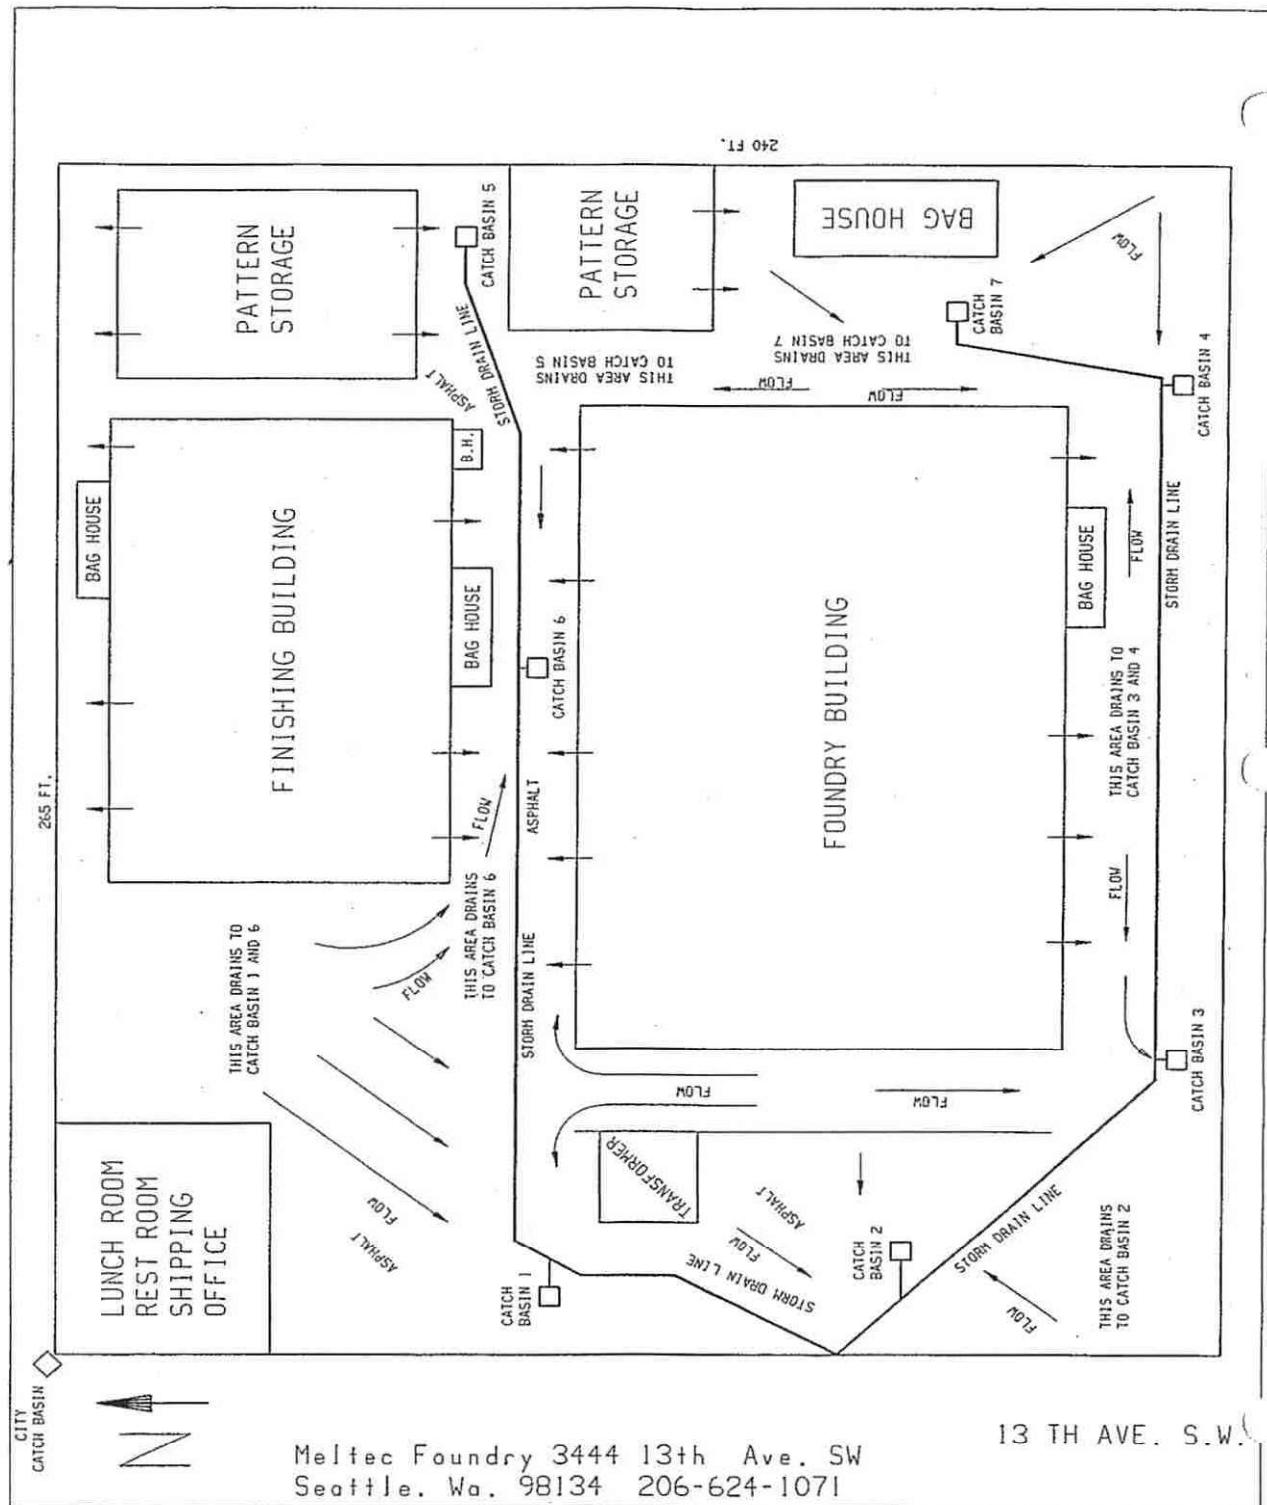 240 FT.
PATTERN
STORAGE
CATCH BASIN 5
PATTERN
STORAGE
BAG HOUSE
FLOW
CATCH
BASIN 7
STORM DRAIN LINE
ASPHALT
THIS AREA DRAINS
TO CATCH BASIN 5
THIS AREA DRAINS
TO CATCH BASIN 7
FLOW
FLOW
CATCH BASIN 4
B.H.
BAG HOUSE
FINISHING BUILDING
BAG HOUSE
CATCH BASIN 6
FOUNDRY BUILDING
BAG HOUSE
FLOW
STORM DRAIN LINE
265 FT.
FLOW
ASPHALT
THIS AREA DRAINS TO
CATCH BASIN 3 AND 4
FLOW
THIS AREA DRAINS TO
CATCH BASIN 1 AND 6
FLOW
THIS AREA DRAINS
TO CATCH BASIN 6
STORM DRAIN LINE
CATCH BASIN 3
FLOW
FLOW
LUNCH ROOM
REST ROOM
SHIPPING
OFFICE
FLOW
ASPHALT
TRANSFORMER
ASPHALT
FLOW
STORM DRAIN LINE
CATCH
BASIN 1
CATCH
BASIN 2
STORM DRAIN LINE
FLOW
THIS AREA DRAINS
TO CATCH BASIN 2
CITY
CATCH BASIN
N
13 TH AVE. S.W.
Meltec Foundry 3444 13th Ave. SW
Seattle. Wa. 98134 206-624-1071